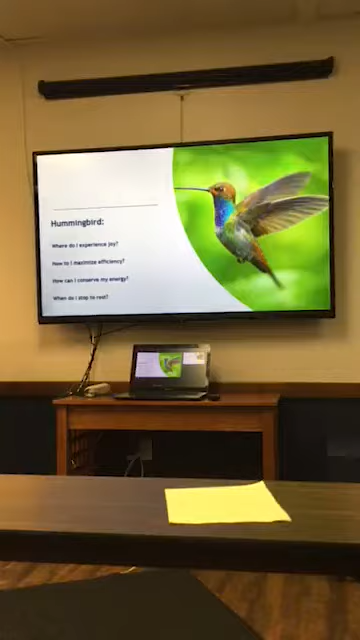 Hummingbird:
Where do I experience joy?
How to I maximize efficiency?
How can I conserve my energy?
When do I stop to rest?